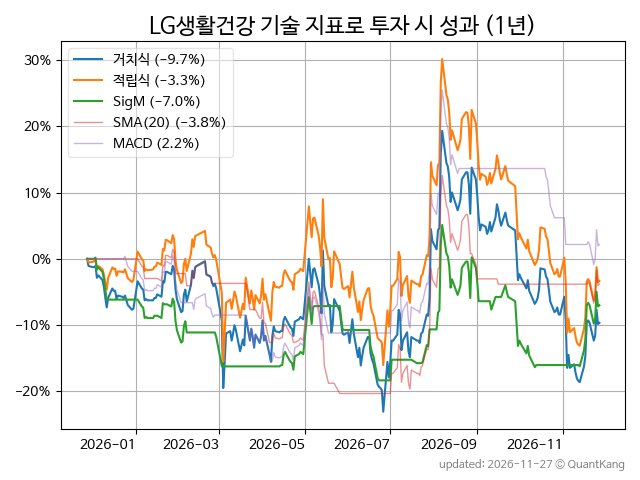 LG생활건강 기술 지표로 투자 시 성과 (1년)
거치식 (−9.7%)
적립식 (−3.3%)
SigM (−7.0%)
SMA(20) (−3.8%)
MACD (2.2%)
30%
20%
10%
0%
−10%
−20%
2026-01 2026-03 2026-05 2026-07 2026-09 2026-11
updated: 2026-11-27 © QuantKang